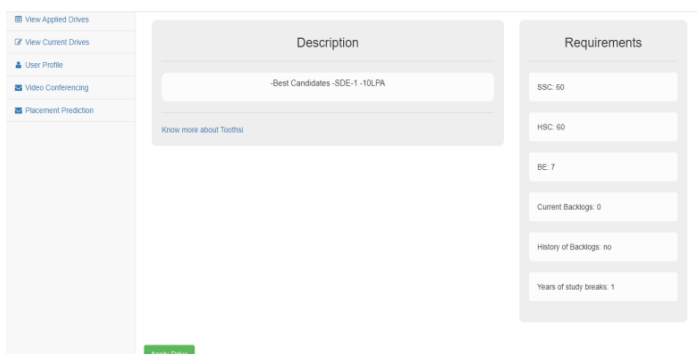 View Applied Drives
View Current Drives
User Profile
Video Conferencing
Placement Prediction
Description
-Best Candidates -SDE-1 -10LPA
Know more about Toothsi
Requirements
SSC: 60
HSC: 60
BE: 7
Current Backlogs: 0
History of Backlogs: no
Years of study breaks: 1
Apply Drive